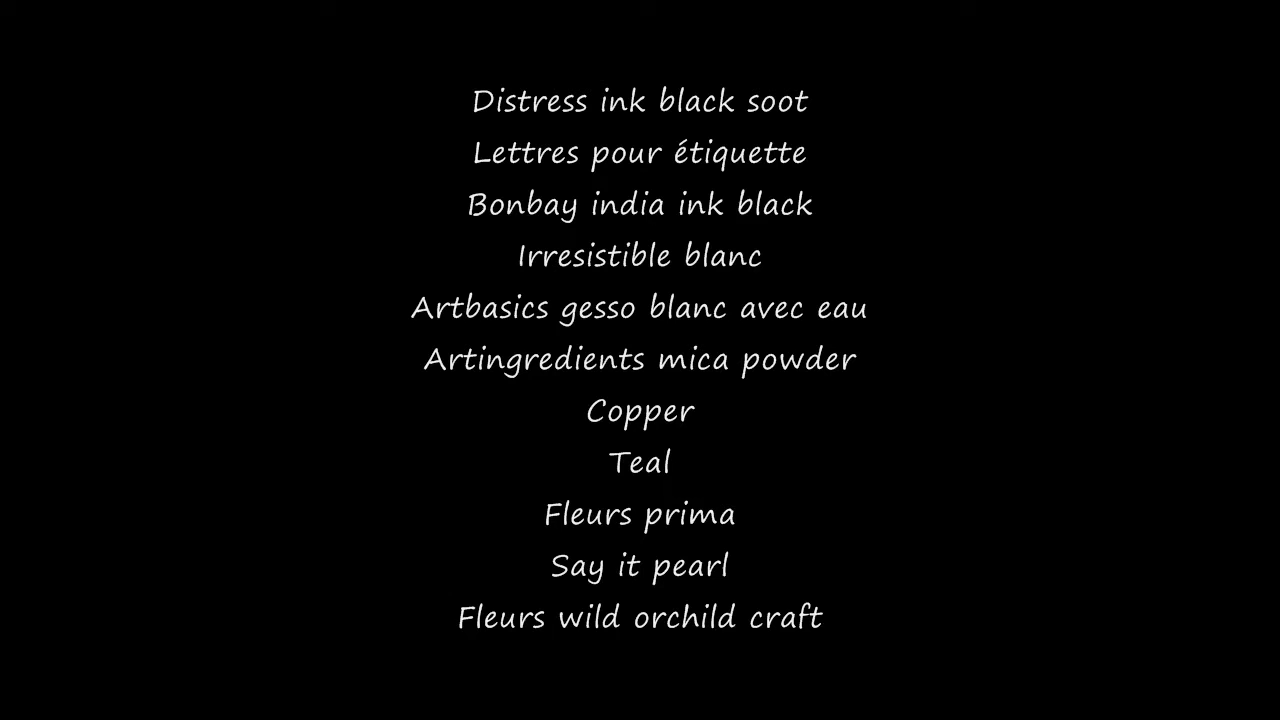 Distress ink black soot
Lettres pour étiquette
Bonbay india ink black
Irresistible blanc
Artbasics gesso blanc avec eau
Artingredients mica powder
Copper
Teal
Fleurs prima
Say it pearl
Fleurs wild orchild craft